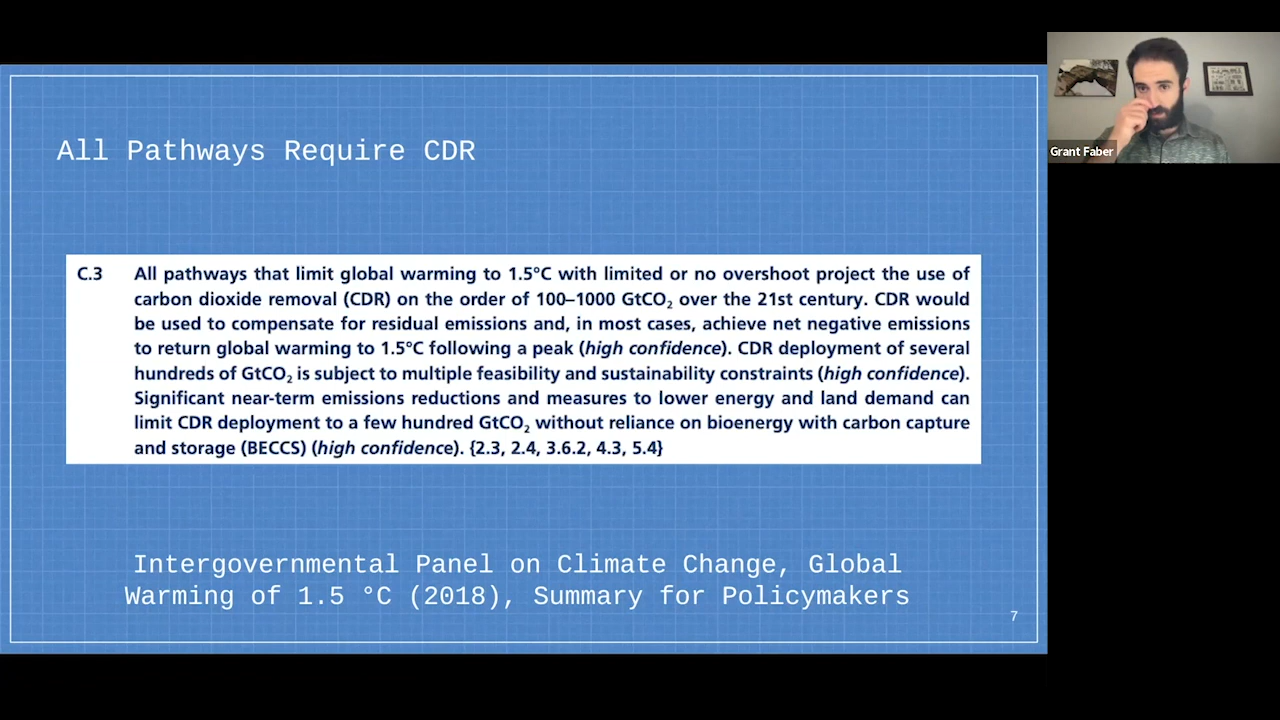 All Pathways Require CDR
C.3 All pathways that limit global warming to 1.5°C with limited or no overshoot project the use of
carbon dioxide removal (CDR) on the order of 100–1000 GtCO₂ over the 21st century. CDR would
be used to compensate for residual emissions and, in most cases, achieve net negative emissions
to return global warming to 1.5°C following a peak (high confidence). CDR deployment of several
hundreds of GtCO₂ is subject to multiple feasibility and sustainability constraints (high confidence).
Significant near-term emissions reductions and measures to lower energy and land demand can
limit CDR deployment to a few hundred GtCO₂ without reliance on bioenergy with carbon capture
and storage (BECCS) (high confidence). {2.3, 2.4, 3.6.2, 4.3, 5.4}
Intergovernmental Panel on Climate Change, Global
Warming of 1.5 °C (2018), Summary for Policymakers
7
Grant Faber